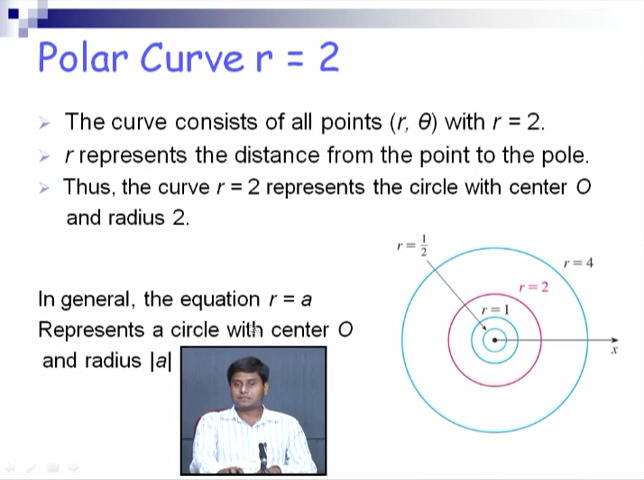 Polar Curve r = 2
The curve consists of all points (r, θ) with r = 2.
r represents the distance from the point to the pole.
Thus, the curve r = 2 represents the circle with center O
and radius 2.
In general, the equation r = a
Represents a circle with center O
and radius |a|
r = 1/2
r = 4
r = 2
r = 1
x